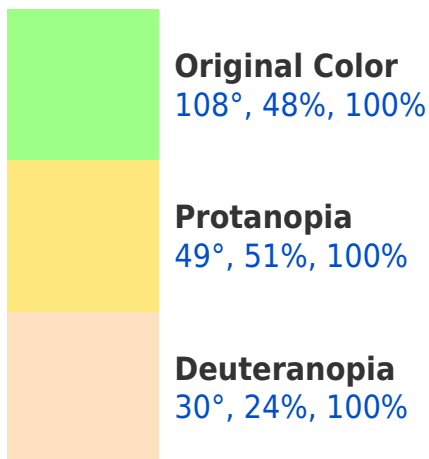 Original Color
108°, 48%, 100%
Protanopia
49°, 51%, 100%
Deuteranopia
30°, 24%, 100%